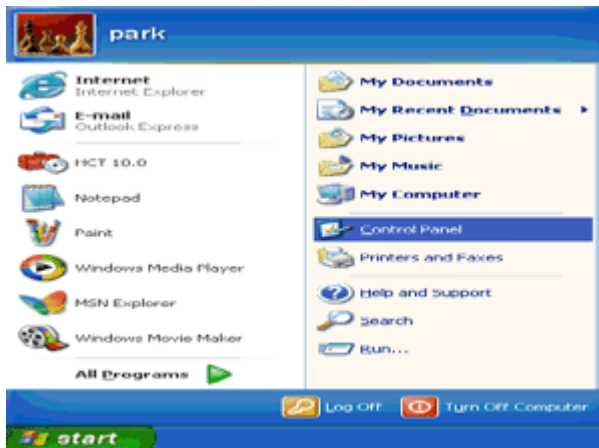 park
Internet
Internet Explorer
E-mail
Outlook Express
HCT 10.0
Notepad
Paint
Windows Media Player
MSN Explorer
Windows Movie Maker
All Programs
My Documents
My Recent Documents
My Pictures
My Music
My Computer
Control Panel
Printers and Faxes
Help and Support
Search
Run...
Log Off
Turn Off Computer
start